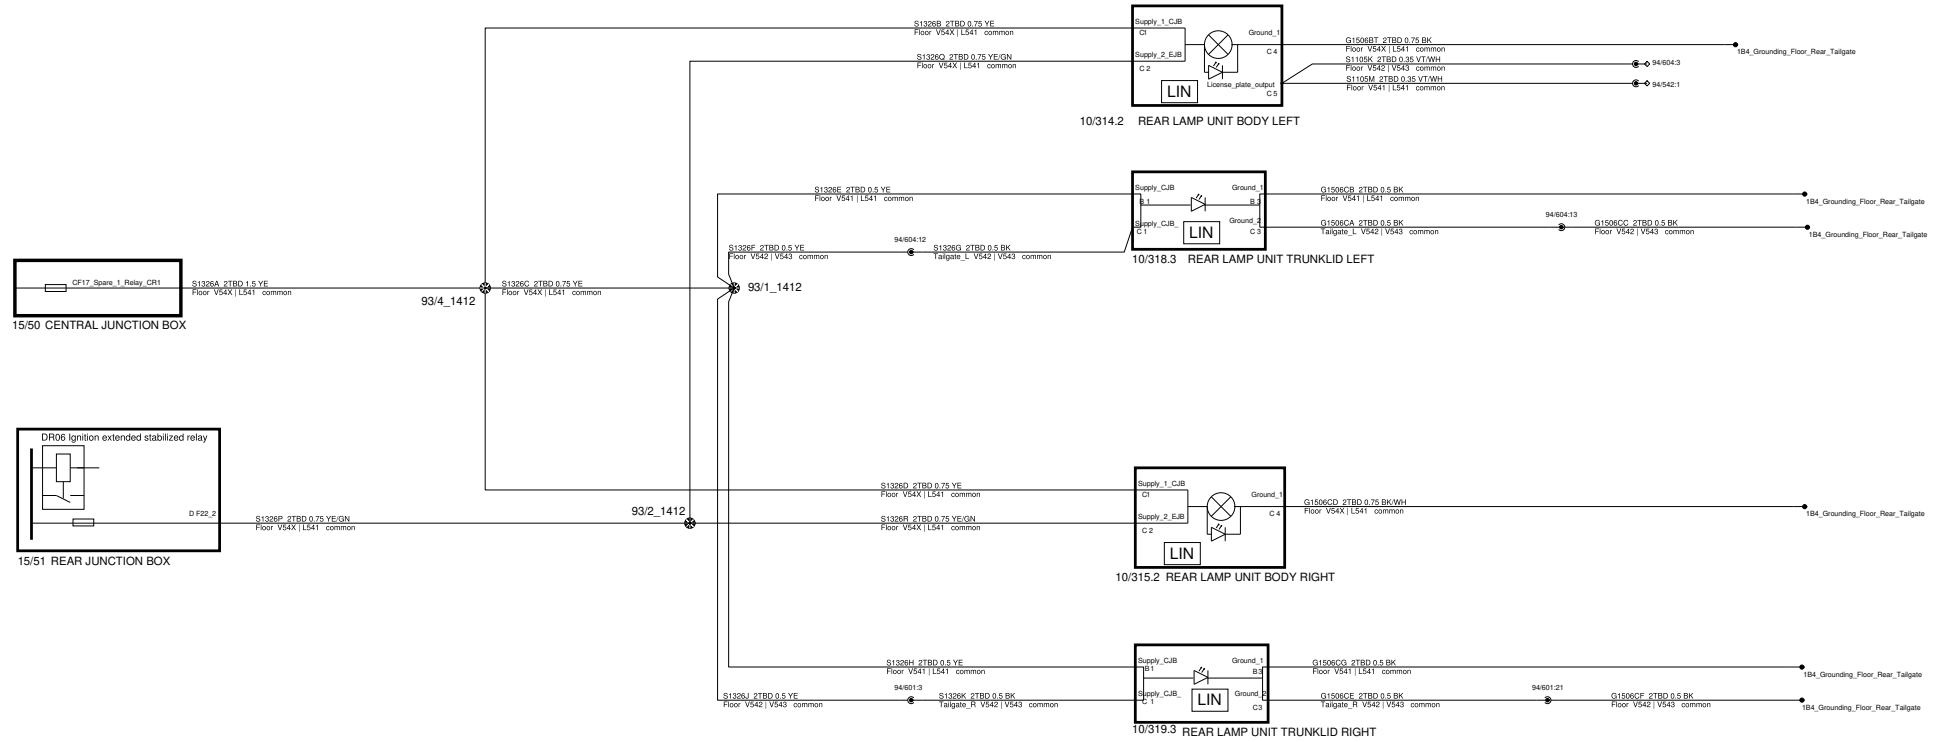 S1326B 2TBD 0.75 YE
Floor V54X | L541 common
S1326Q 2TBD 0.75 YE/GN
Floor V54X | L541 common
Supply_1_CJB
C1
Supply_2_EJB
C 2
LIN
Ground_1
C 4
License_plate_output
C 5
10/314.2 REAR LAMP UNIT BODY LEFT
G1506BT 2TBD 0.75 BK
Floor V54X | L541 common
1B4_Grounding_Floor_Rear_Tailgate
S1105K 2TBD 0.35 VT/WH
Floor V542 | V543 common
94/604:3
S1105M 2TBD 0.35 VT/WH
Floor V541 | L541 common
94/542:1
S1326E 2TBD 0.5 YE
Floor V541 | L541 common
S1326F 2TBD 0.5 YE
Floor V542 | V543 common
94/604:12
S1326G 2TBD 0.5 BK
Tailgate_L V542 | V543 common
Supply_CJB
B 1
Supply_CJB_
C 1
LIN
Ground_1
B 3
Ground_2
C 3
10/318.3 REAR LAMP UNIT TRUNKLID LEFT
G1506CB 2TBD 0.5 BK
Floor V541 | L541 common
1B4_Grounding_Floor_Rear_Tailgate
G1506CA 2TBD 0.5 BK
Tailgate_L V542 | V543 common
94/604:13
G1506CC 2TBD 0.5 BK
Floor V542 | V543 common
1B4_Grounding_Floor_Rear_Tailgate
CF17_Spare_1_Relay_CR1
15/50 CENTRAL JUNCTION BOX
S1326A 2TBD 1.5 YE
Floor V54X | L541 common
93/4_1412
S1326C 2TBD 0.75 YE
Floor V54X | L541 common
93/1_1412
DR06 Ignition extended stabilized relay
D F22_2
15/51 REAR JUNCTION BOX
S1326P 2TBD 0.75 YE/GN
Floor V54X | L541 common
93/2_1412
S1326D 2TBD 0.75 YE
Floor V54X | L541 common
S1326R 2TBD 0.75 YE/GN
Floor V54X | L541 common
Supply_1_CJB
C1
Supply_2_EJB
C 2
LIN
Ground_1
C 4
10/315.2 REAR LAMP UNIT BODY RIGHT
G1506CD 2TBD 0.75 BK/WH
Floor V54X | L541 common
1B4_Grounding_Floor_Rear_Tailgate
S1326H 2TBD 0.5 YE
Floor V541 | L541 common
S1326J 2TBD 0.5 YE
Floor V542 | V543 common
94/601:3
S1326K 2TBD 0.5 BK
Tailgate_R V542 | V543 common
Supply_CJB
B1
Supply_CJB_
C 1
LIN
Ground_1
B3
Ground_2
C3
10/319.3 REAR LAMP UNIT TRUNKLID RIGHT
G1506CG 2TBD 0.5 BK
Floor V541 | L541 common
1B4_Grounding_Floor_Rear_Tailgate
G1506CE 2TBD 0.5 BK
Tailgate_R V542 | V543 common
94/601:21
G1506CF 2TBD 0.5 BK
Floor V542 | V543 common
1B4_Grounding_Floor_Rear_Tailgate